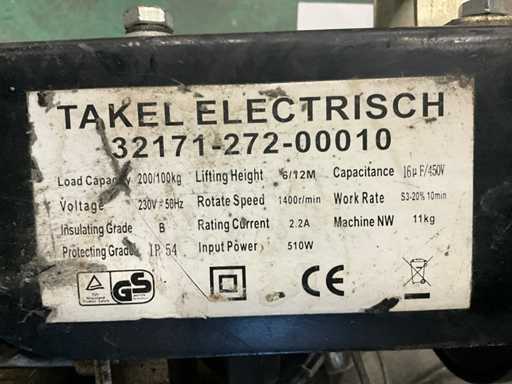 TAKEL ELECTRISCH
32171-272-00010
Load Capacity 200/100kg Lifting Height 6/12M Capacitance 16μF/450V
Voltage 230V~50Hz Rotate Speed 1400r/min Work Rate S3-20% 10min
Insulating Grade B Rating Current 2.2A Machine NW 11kg
Protecting Grade IP 54 Input Power 510W
GS CE